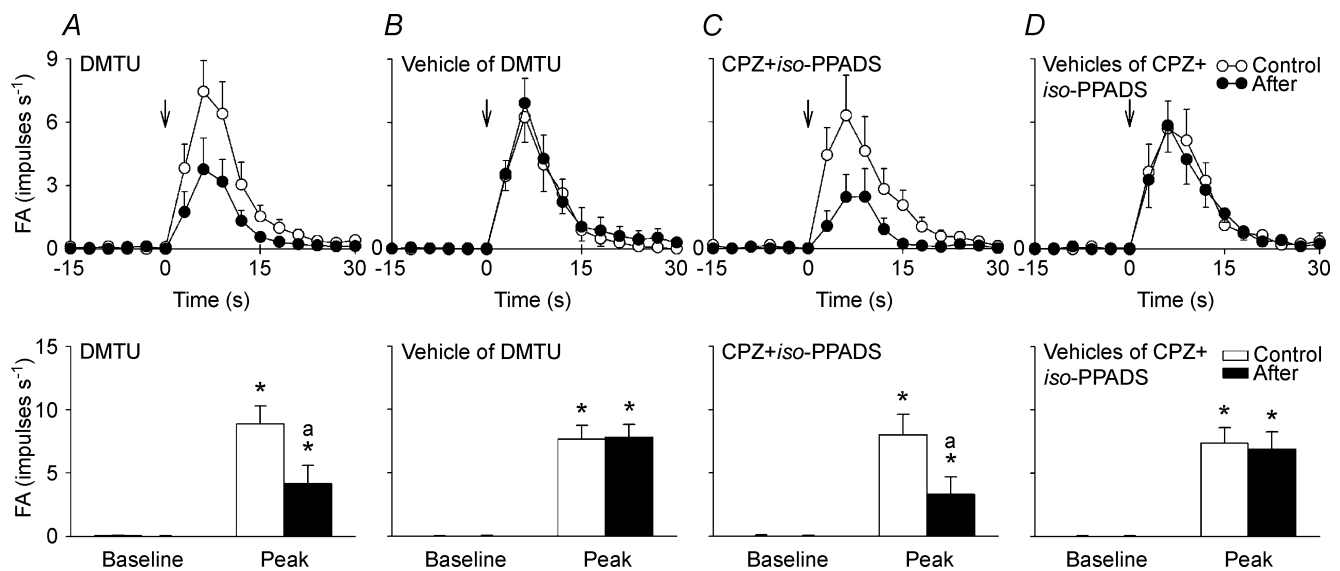 A
B
C
D
DMTU
Vehicle of DMTU
CPZ+iso-PPADS
Vehicles of CPZ+
iso-PPADS
Control
After
FA (impulses s-1)
9
6
3
0
0
0
0
-15 0 15 30
-15 0 15 30
-15 0 15 30
-15 0 15 30
Time (s)
Time (s)
Time (s)
Time (s)
DMTU
Vehicle of DMTU
CPZ+iso-PPADS
Vehicles of CPZ+
iso-PPADS
Control
After
FA (impulses s-1)
15
10
5
0
*
a
*
* *
*
a
*
* *
Baseline Peak
Baseline Peak
Baseline Peak
Baseline Peak